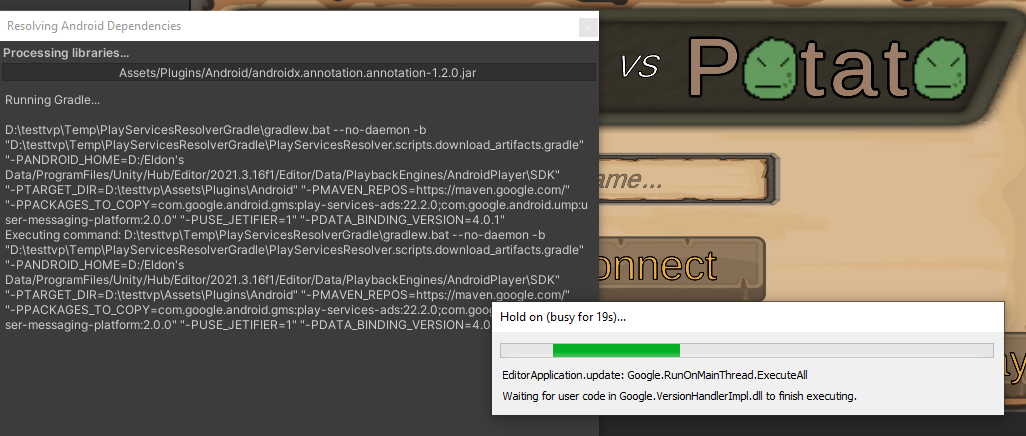 Resolving Android Dependencies
Processing libraries...
Assets/Plugins/Android/androidx.annotation.annotation-1.2.0.jar
Running Gradle...
D:\testtvp\Temp\PlayServicesResolverGradle\gradlew.bat --no-daemon -b
"D:\testtvp\Temp\PlayServicesResolverGradle\PlayServicesResolver.scripts.download_artifacts.gradle"
"-PANDROID_HOME=D:/Eldon's
Data/ProgramFiles/Unity/Hub/Editor/2021.3.16f1/Editor/Data/PlaybackEngines/AndroidPlayer\SDK"
"-PTARGET_DIR=D:\testtvp\Assets\Plugins\Android" "-PMAVEN_REPOS=https://maven.google.com/"
"-PPACKAGES_TO_COPY=com.google.android.gms:play-services-ads:22.2.0;com.google.android.ump:u
ser-messaging-platform:2.0.0" "-PUSE_JETIFIER=1" "-PDATA_BINDING_VERSION=4.0.1"
Executing command: D:\testtvp\Temp\PlayServicesResolverGradle\gradlew.bat --no-daemon -b
"D:\testtvp\Temp\PlayServicesResolverGradle\PlayServicesResolver.scripts.download_artifacts.gradle"
"-PANDROID_HOME=D:/Eldon's
Data/ProgramFiles/Unity/Hub/Editor/2021.3.16f1/Editor/Data/PlaybackEngines/AndroidPlayer\SDK"
"-PTARGET_DIR=D:\testtvp\Assets\Plugins\Android" "-PMAVEN_REPOS=https://maven.google.com/"
"-PPACKAGES_TO_COPY=com.google.android.gms:play-services-ads:22.2.0;com.goog
ser-messaging-platform:2.0.0" "-PUSE_JETIFIER=1" "-PDATA_BINDING_VERSION=4.0
vs P tat
ame...
onnect
ay
Hold on (busy for 19s)...
EditorApplication.update: Google.RunOnMainThread.ExecuteAll
Waiting for user code in Google.VersionHandlerImpl.dll to finish executing.